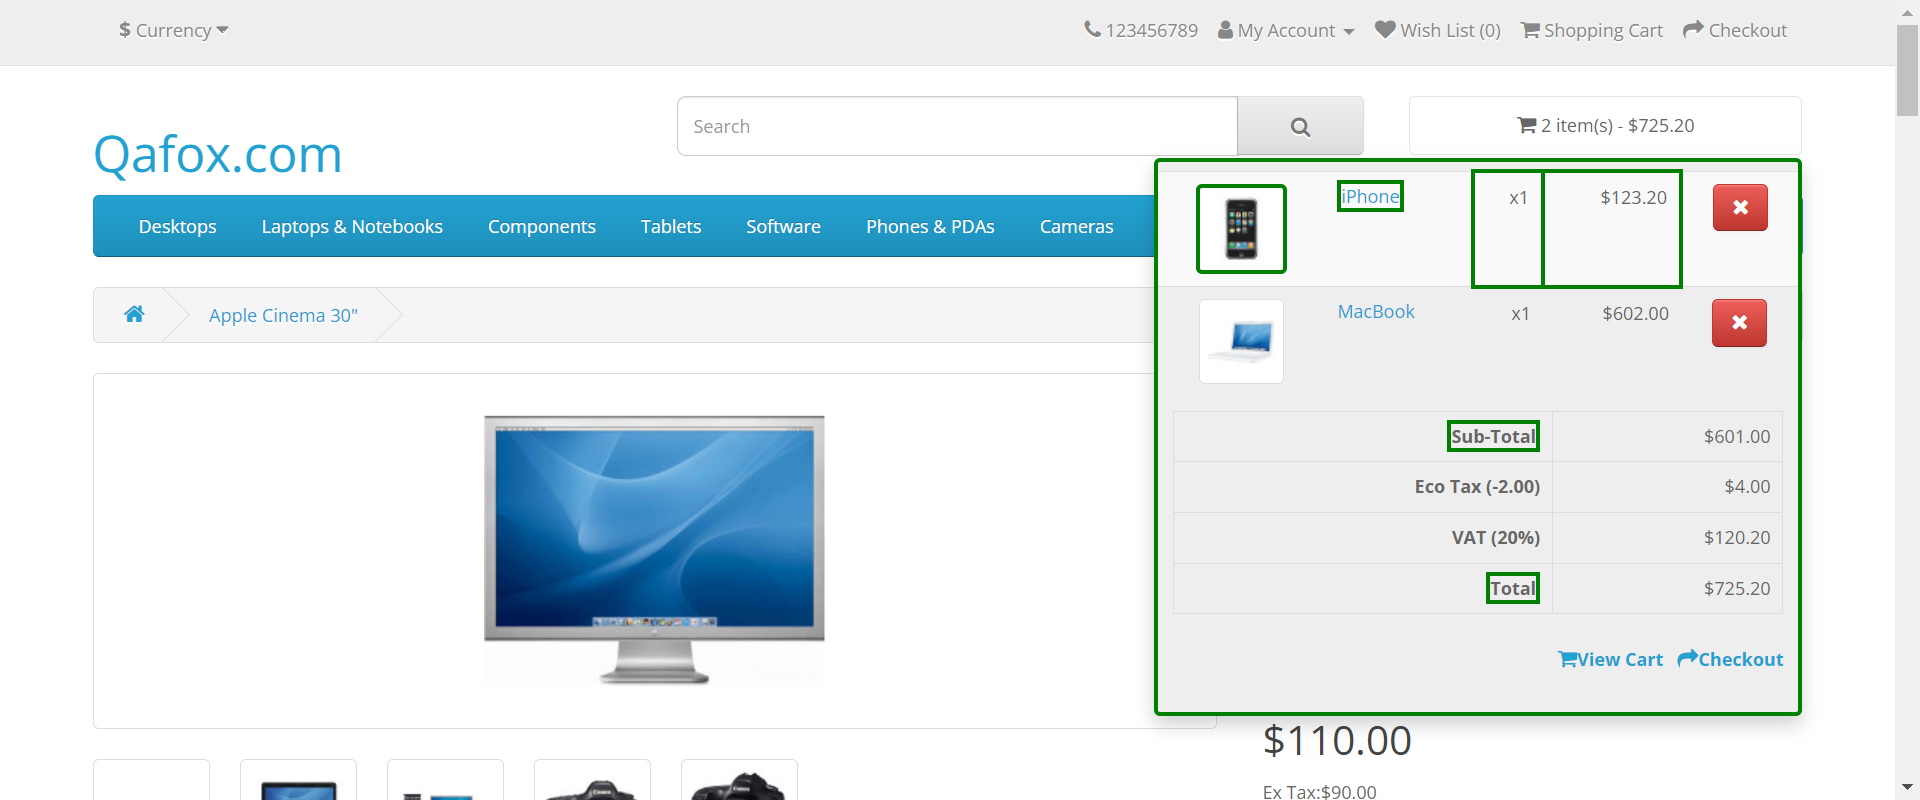 $ Currency
123456789 My Account Wish List (0) Shopping Cart Checkout
Qafox.com
Search
2 item(s) - $725.20
Desktops Laptops & Notebooks Components Tablets Software Phones & PDAs Cameras
Apple Cinema 30"
iPhone x1 $123.20
MacBook x1 $602.00
Sub-Total $601.00
Eco Tax (-2.00) $4.00
VAT (20%) $120.20
Total $725.20
View Cart Checkout
$110.00
Ex Tax:$90.00